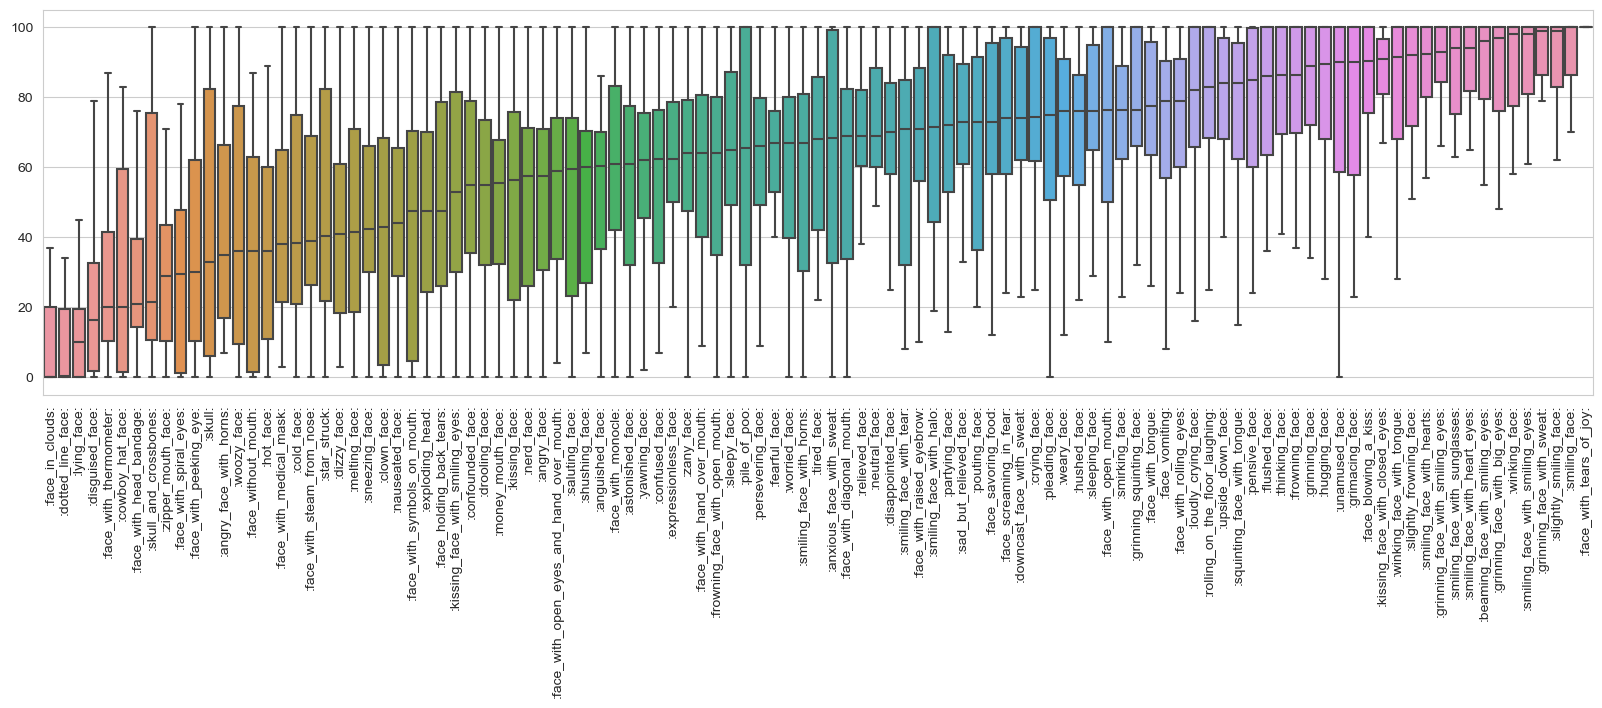 100
80
60
40
20
0
:face_in_clouds:
:dotted_line_face:
:lying_face:
:disguised_face:
:face_with_thermometer:
:cowboy_hat_face:
:face_with_head_bandage:
:skull_and_crossbones:
:zipper_mouth_face:
:face_with_spiral_eyes:
:face_with_peeking_eye:
:skull:
:angry_face_with_horns:
:woozy_face:
:face_without_mouth:
:hot_face:
:face_with_medical_mask:
:cold_face:
:face_with_steam_from_nose:
:star_struck:
:dizzy_face:
:melting_face:
:sneezing_face:
:clown_face:
:nauseated_face:
:face_with_symbols_on_mouth:
:exploding_head:
:face_holding_back_tears:
:kissing_face_with_smiling_eyes:
:confounded_face:
:drooling_face:
:money_mouth_face:
:kissing_face:
:nerd_face:
:angry_face:
:face_with_open_eyes_and_hand_over_mouth:
:saluting_face:
:shushing_face:
:anguished_face:
:face_with_monocle:
:astonished_face:
:yawning_face:
:confused_face:
:expressionless_face:
:zany_face:
:face_with_hand_over_mouth:
:frowning_face_with_open_mouth:
:sleepy_face:
:pile_of_poo:
:persevering_face:
:fearful_face:
:worried_face:
:smiling_face_with_horns:
:tired_face:
:anxious_face_with_sweat:
:face_with_diagonal_mouth:
:relieved_face:
:neutral_face:
:disappointed_face:
:smiling_face_with_tear:
:face_with_raised_eyebrow:
:smiling_face_with_halo:
:partying_face:
:sad_but_relieved_face:
:pouting_face:
:face_savoring_food:
:face_screaming_in_fear:
:downcast_face_with_sweat:
:crying_face:
:pleading_face:
:weary_face:
:hushed_face:
:sleeping_face:
:face_with_open_mouth:
:smirking_face:
:grinning_squinting_face:
:face_with_tongue:
:face_vomiting:
:face_with_rolling_eyes:
:loudly_crying_face:
:rolling_on_the_floor_laughing:
:upside_down_face:
:squinting_face_with_tongue:
:pensive_face:
:flushed_face:
:thinking_face:
:frowning_face:
:grinning_face:
:hugging_face:
:unamused_face:
:grimacing_face:
:face_blowing_a_kiss:
:kissing_face_with_closed_eyes:
:winking_face_with_tongue:
:slightly_frowning_face:
:smiling_face_with_hearts:
:grinning_face_with_smiling_eyes:
:smiling_face_with_sunglasses:
:smiling_face_with_heart_eyes:
:beaming_face_with_smiling_eyes:
:grinning_face_with_big_eyes:
:winking_face:
:smiling_face_with_smiling_eyes:
:grinning_face_with_sweat:
:slightly_smiling_face:
:smiling_face:
:face_with_tears_of_joy: